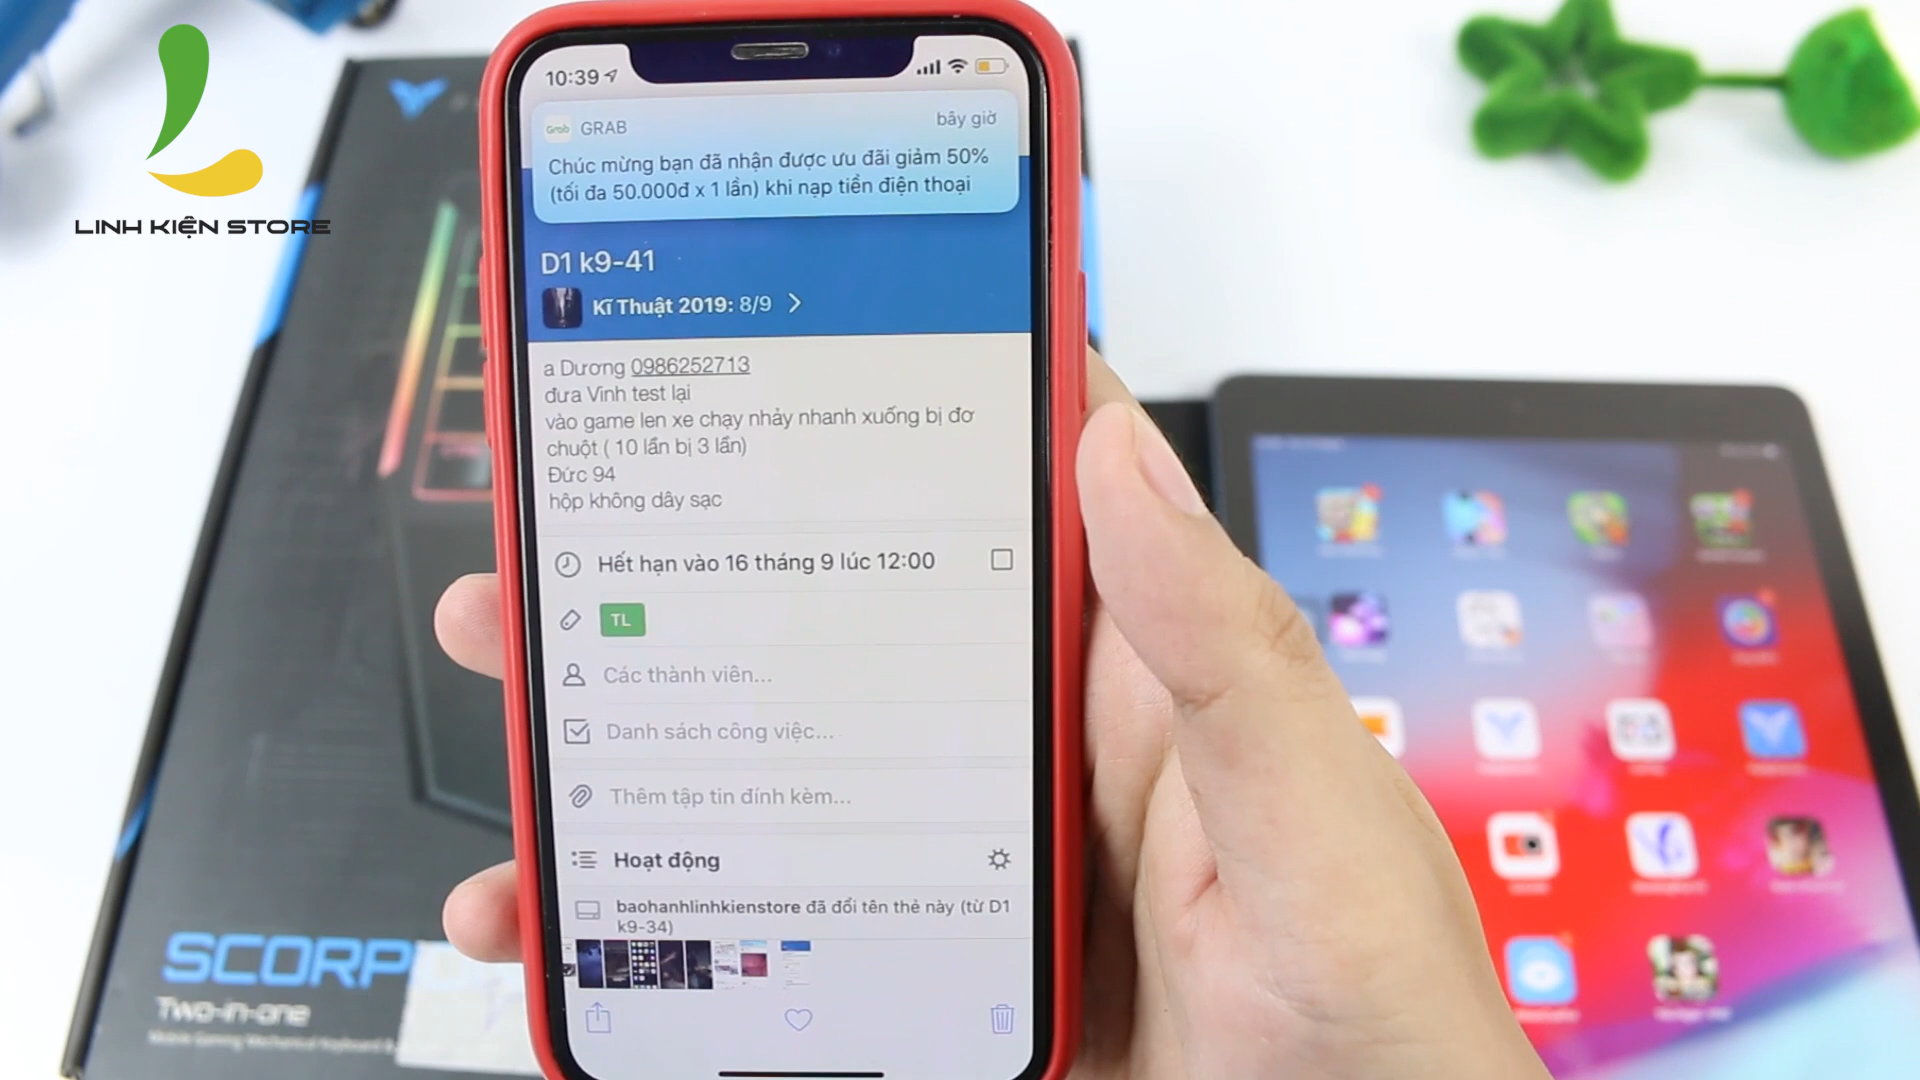 LINH KIỆN STORE
10:39
Grab GRAB
bây giờ
Chúc mừng bạn đã nhận được ưu đãi giảm 50%
(tối đa 50.000đ x 1 lần) khi nạp tiền điện thoại
D1 k9-41
Kĩ Thuật 2019: 8/9
a Dương 0986252713
đưa Vinh test lại
vào game len xe chạy nhảy nhanh xuống bị đơ
chuột ( 10 lần bị 3 lần)
Đức 94
hộp không dây sạc
Hết hạn vào 16 tháng 9 lúc 12:00
TL
Các thành viên...
Danh sách công việc...
Thêm tập tin đính kèm...
Hoạt động
baohanhlinhkienstore đã đổi tên thẻ này (từ D1
k9-34)
SCORP
Two-in-one